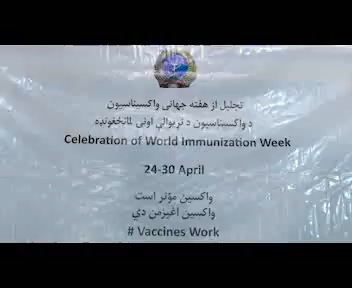 تجلیل از هفته جهانی واکسیناسیون
د واکسیناسیون د نړیوالې اونۍ لمانځغونډه
Celebration of World Immunization Week
24-30 April
واکسین مؤثر است
واکسین اغیزمن دي
# Vaccines Work